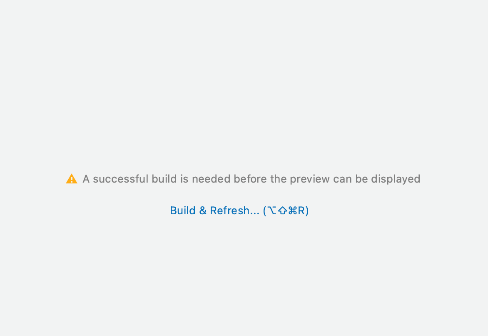 A successful build is needed before the preview can be displayed
Build & Refresh... (⌥⇧⌘R)